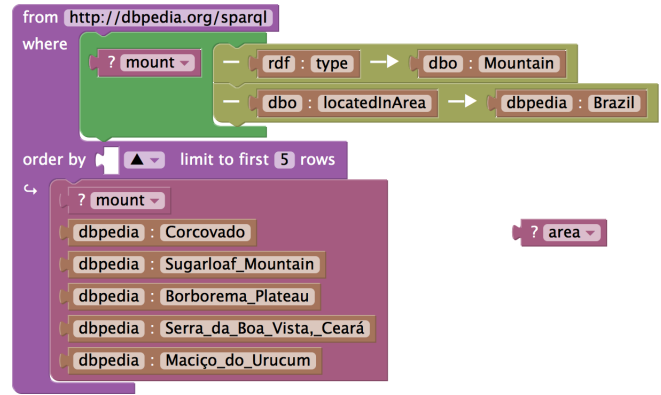 from http://dbpedia.org/sparql
where
? mount rdf : type dbo : Mountain
dbo : locatedInArea dbpedia : Brazil
order by ▲ limit to first 5 rows
? mount
dbpedia : Corcovado
? area
dbpedia : Sugarloaf_Mountain
dbpedia : Borborema_Plateau
dbpedia : Serra_da_Boa_Vista,_Ceará
dbpedia : Maciço_do_Urucum